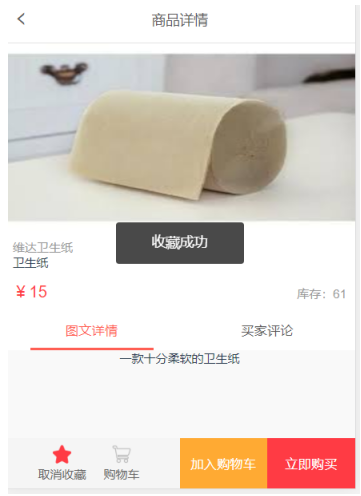 商品详情
收藏成功
维达卫生纸
卫生纸
¥ 15
库存：61
图文详情
买家评论
一款十分柔软的卫生纸
取消收藏
购物车
加入购物车
立即购买